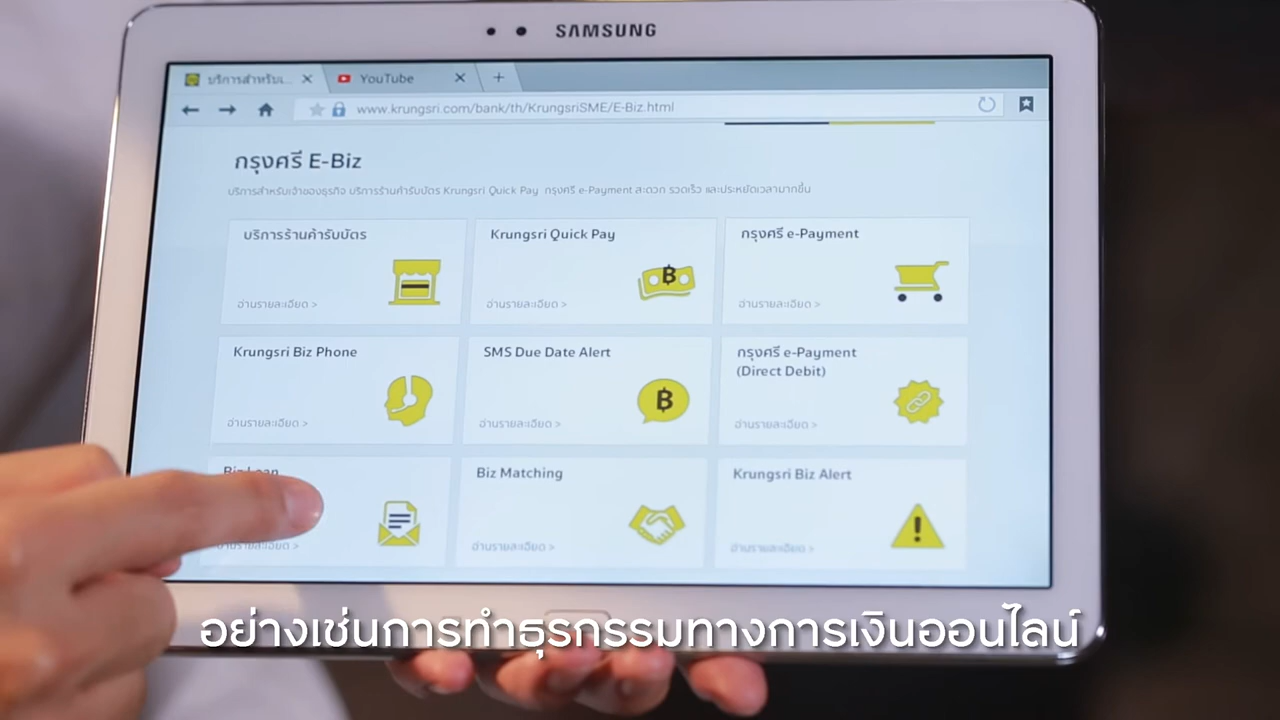 SAMSUNG
บริการสำหรับเ... YouTube
www.krungsri.com/bank/th/KrungsriSME/E-Biz.html
กรุงศรี E-Biz
บริการสำหรับเจ้าของธุรกิจ บริการร้านค้ารับบัตร Krungsri Quick Pay กรุงศรี e-Payment สะดวก รวดเร็ว และประหยัดเวลามากขึ้น
บริการร้านค้ารับบัตร
อ่านรายละเอียด >
Krungsri Quick Pay
฿
อ่านรายละเอียด >
กรุงศรี e-Payment
อ่านรายละเอียด >
Krungsri Biz Phone
อ่านรายละเอียด >
SMS Due Date Alert
฿
อ่านรายละเอียด >
กรุงศรี e-Payment
(Direct Debit)
อ่านรายละเอียด >
Biz Loan
อ่านรายละเอียด >
Biz Matching
อ่านรายละเอียด >
Krungsri Biz Alert
อ่านรายละเอียด >
อย่างเช่นการทำธุรกรรมทางการเงินออนไลน์